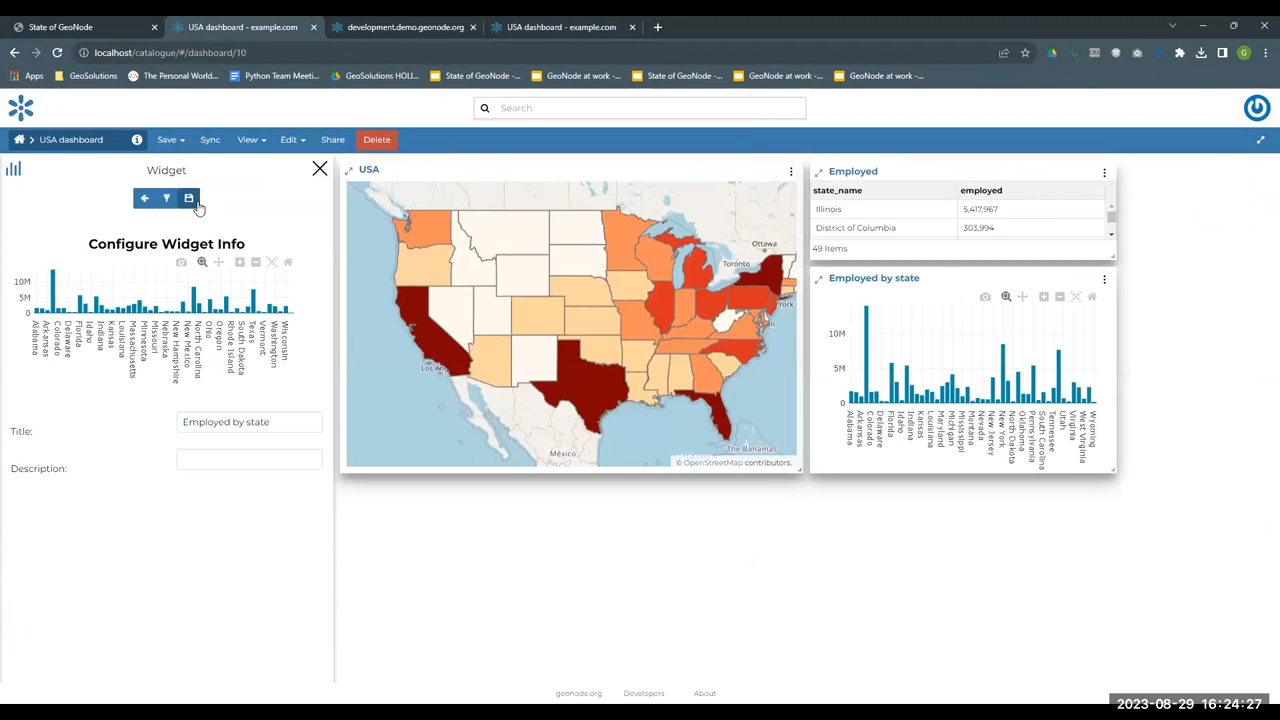 State of GeoNode
USA dashboard - example.com
development.demo.geonode.org
USA dashboard - example.com
localhost/catalogue/#/dashboard/10
Apps
GeoSolutions
The Personal World...
Python Team Meeti...
GeoSolutions HOLI...
State of GeoNode -...
GeoNode at work -...
State of GeoNode -...
GeoNode at work -...
GeoNode at work -...
Search
USA dashboard
Save
Sync
View
Edit
Share
Delete
Widget
Configure Widget Info
10M
5M
0
Alabama
Arkansas
Colorado
Delaware
Florida
Idaho
Indiana
Kansas
Louisiana
Massachusetts
Minnesota
Missouri
Nebraska
New Hampshire
New Mexico
North Carolina
Ohio
Oregon
Rhode Island
South Dakota
Texas
Vermont
Washington
Wisconsin
Title:
Employed by state
Description:
USA
Ottawa
Toronto
York
Los Ang
México
The Bahamas
© OpenStreetMap contributors.
Employed
state_name employed
Illinois 5,417,967
District of Columbia 303,994
49 Items
Employed by state
10M
5M
0
Alabama
Arkansas
Colorado
Delaware
Florida
Idaho
Indiana
Kansas
Louisiana
Maryland
Michigan
Mississippi
Montana
Nevada
New Jersey
New York
North Dakota
Oklahoma
Pennsylvania
South Carolina
Tennessee
Utah
Virginia
West Virginia
Wyoming
geonode.org
Developers
About
2023-08-29 16:24:27